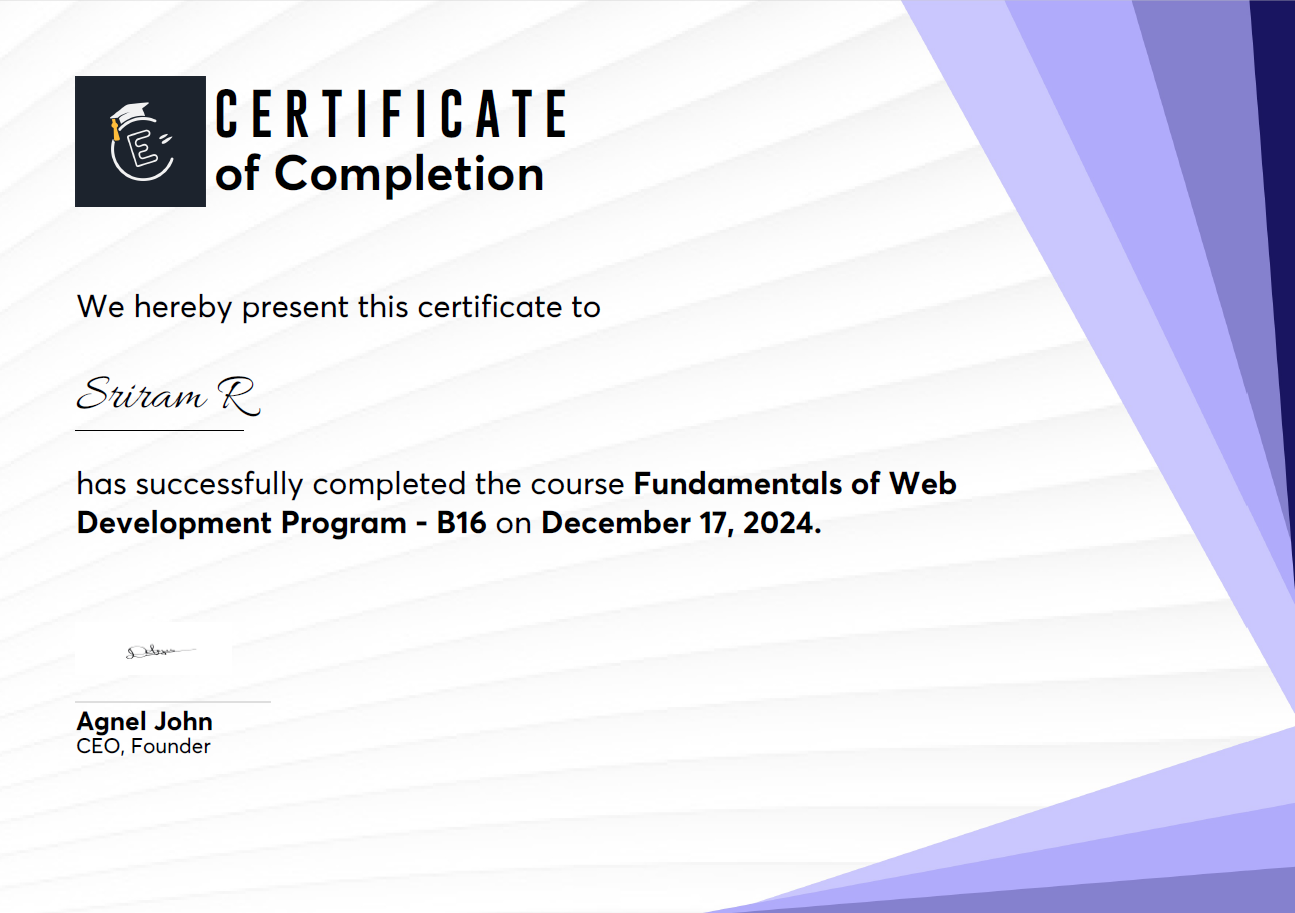 E
CERTIFICATE
of Completion
We hereby present this certificate to
Sriram R
has successfully completed the course Fundamentals of Web
Development Program - B16 on December 17, 2024.
Agnel John
CEO, Founder